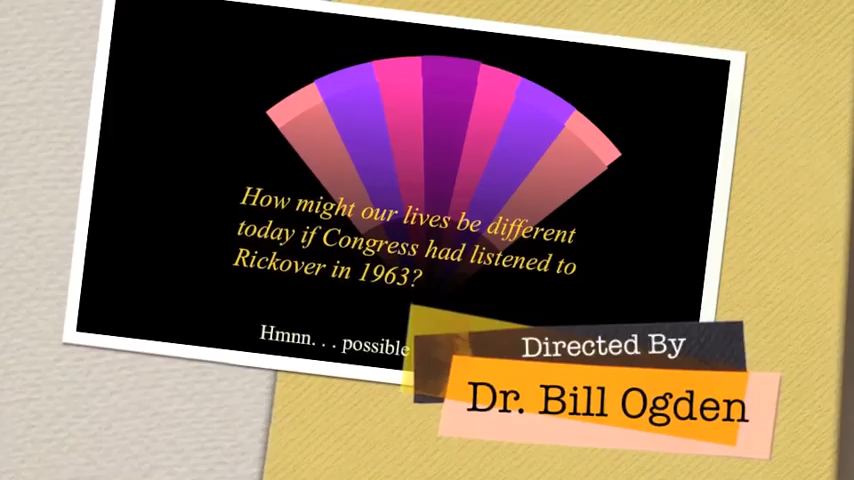 How might our lives be different
today if Congress had listened to
Rickover in 1963?
Hmnn. . . possible
Directed By
Dr. Bill Ogden